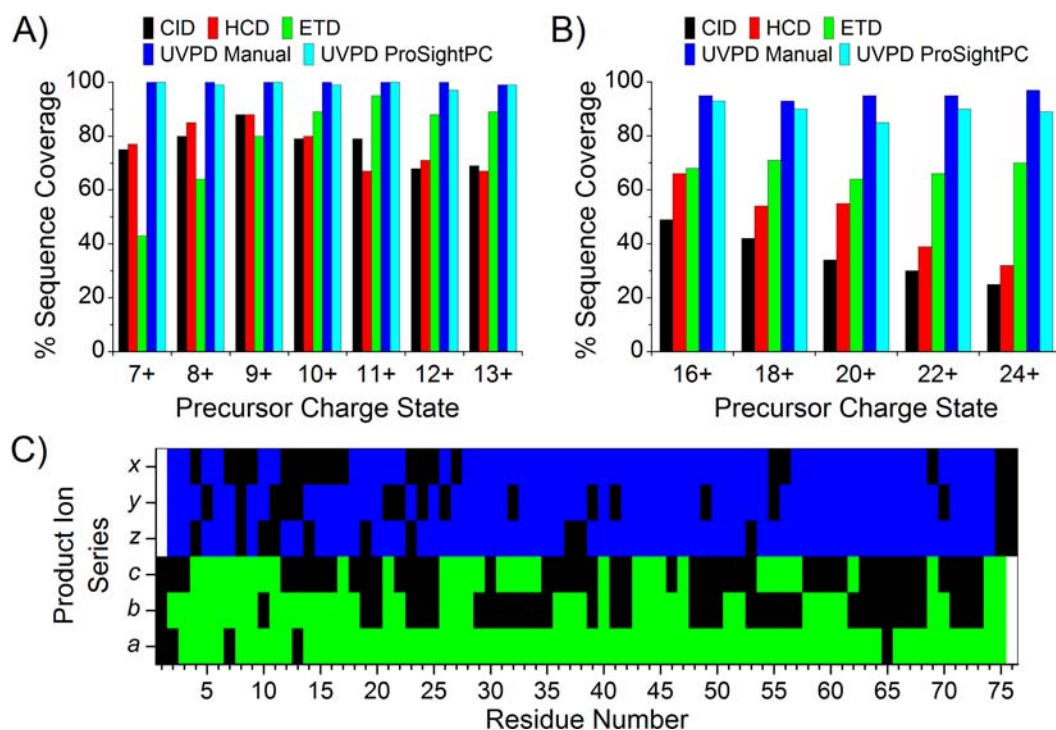 A) CID HCD ETD
UVPD Manual UVPD ProSightPC
100
80
60
40
20
0
% Sequence Coverage
7+ 8+ 9+ 10+ 11+ 12+ 13+
Precursor Charge State
B) CID HCD ETD
UVPD Manual UVPD ProSightPC
100
80
60
40
20
0
% Sequence Coverage
16+ 18+ 20+ 22+ 24+
Precursor Charge State
C)
Product Ion
Series
x
y
z
c
b
a
5 10 15 20 25 30 35 40 45 50 55 60 65 70 75
Residue Number